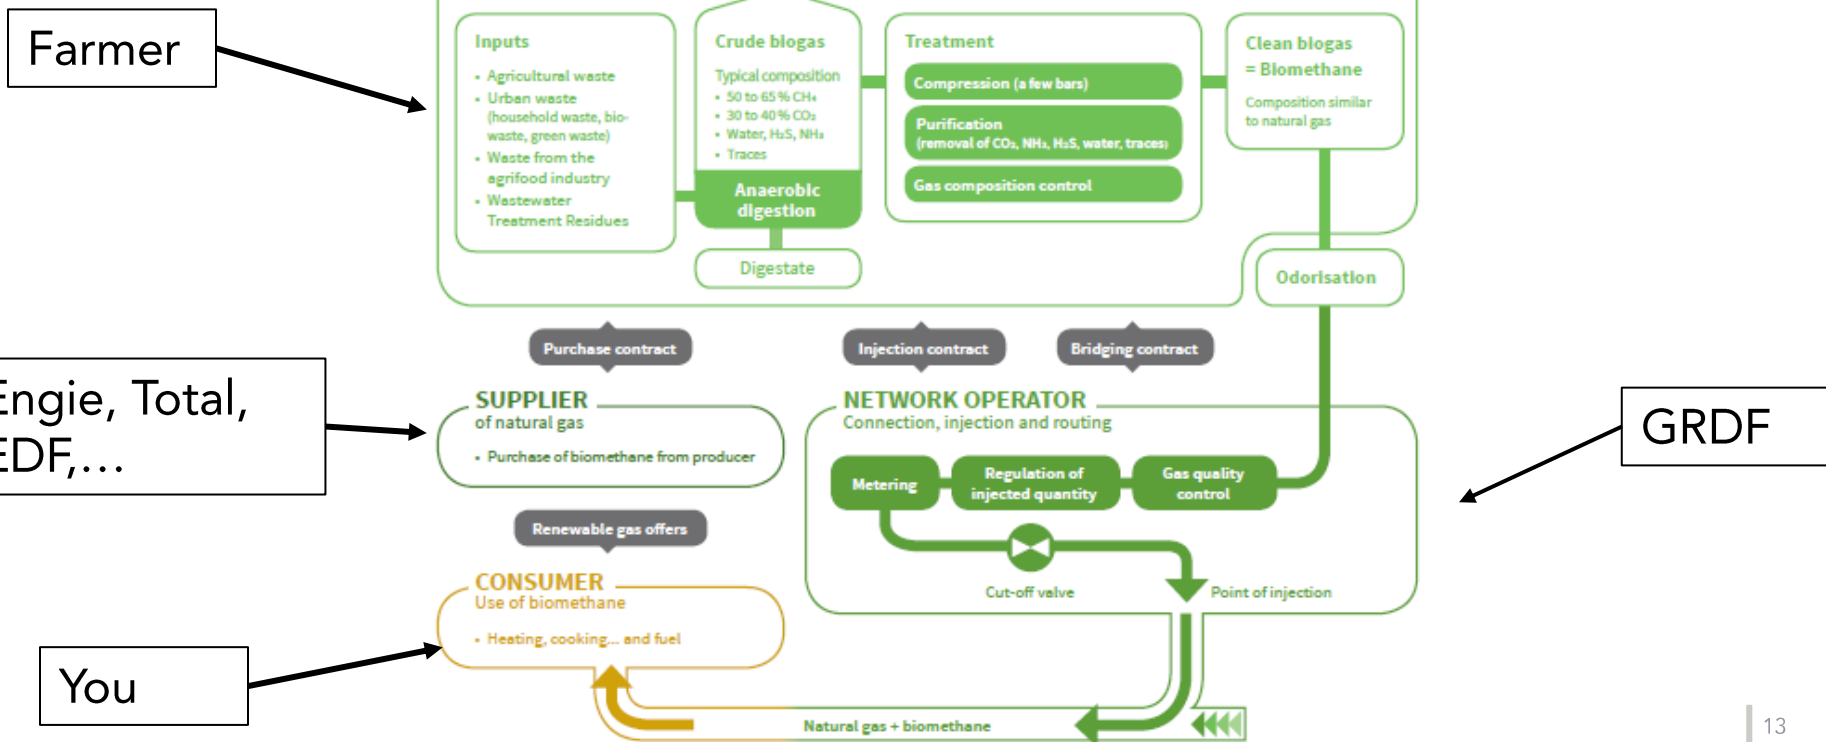 Farmer
Inputs
• Agricultural waste
• Urban waste
(household waste, bio-
waste, green waste)
• Waste from the
agrifood industry
• Wastewater
Treatment Residues
Crude biogas
Typical composition
• 50 to 65 % CH₄
• 30 to 40 % CO₂
• Water, H₂S, NH₃
• Traces
Anaerobic
digestion
Digestate
Treatment
Compression (a few bars)
Purification
(removal of CO₂, NH₃, H₂S, water, traces)
Gas composition control
Clean biogas
= Biomethane
Composition similar
to natural gas
Odorisation
Purchase contract
Injection contract
Bridging contract
Engie, Total,
EDF,...
SUPPLIER
of natural gas
• Purchase of biomethane from producer
NETWORK OPERATOR
Connection, injection and routing
Metering
Regulation of
injected quantity
Gas quality
control
Cut-off valve
Point of injection
GRDF
Renewable gas offers
CONSUMER
Use of biomethane
• Heating, cooking... and fuel
You
Natural gas + biomethane
13